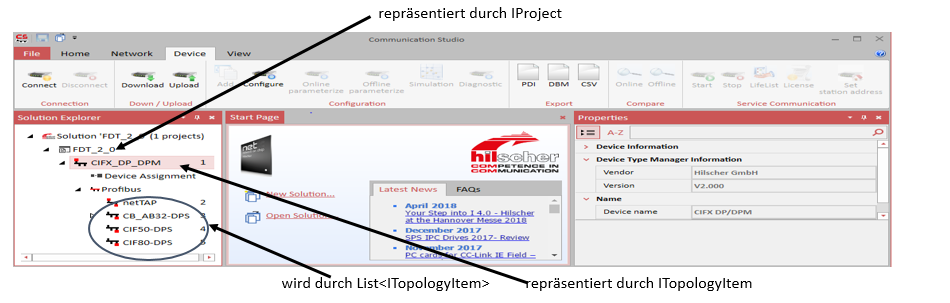 repräsentiert durch IProject
CS
Communication Studio
File Home Network Device View
Connect Disconnect Download Upload Add Configure Online parameterize Offline parameterize Simulation Diagnostic PDI DBM CSV Online Offline Start Stop LifeList License Set station address
Connection Down / Upload Configuration Export Compare Service Communication
Solution Explorer
Solution 'FDT_2_0' (1 projects)
FDT_2_0
CIFX_DP_DPM 1
Device Assignment
Profibus
netTAP 2
CB_AB32-DPS 3
CIF50-DPS 4
CIF80-DPS 5
Start Page
net
hilscher
COMPETENCE IN
COMMUNICATION
New Solution...
Open Solution...
Latest News FAQs
• April 2018
Your Step into I 4.0 - Hilscher
at the Hannover Messe 2018
• December 2017
SPS IPC Drives 2017- Review
• November 2017
PC cards for CC-Link IE Field –
Properties
A-Z
Device Information
Device Type Manager Information
Vendor Hilscher GmbH
Version V2.000
Name
Device name CIFX DP/DPM
wird durch List<ITopologyItem>
repräsentiert durch ITopologyItem